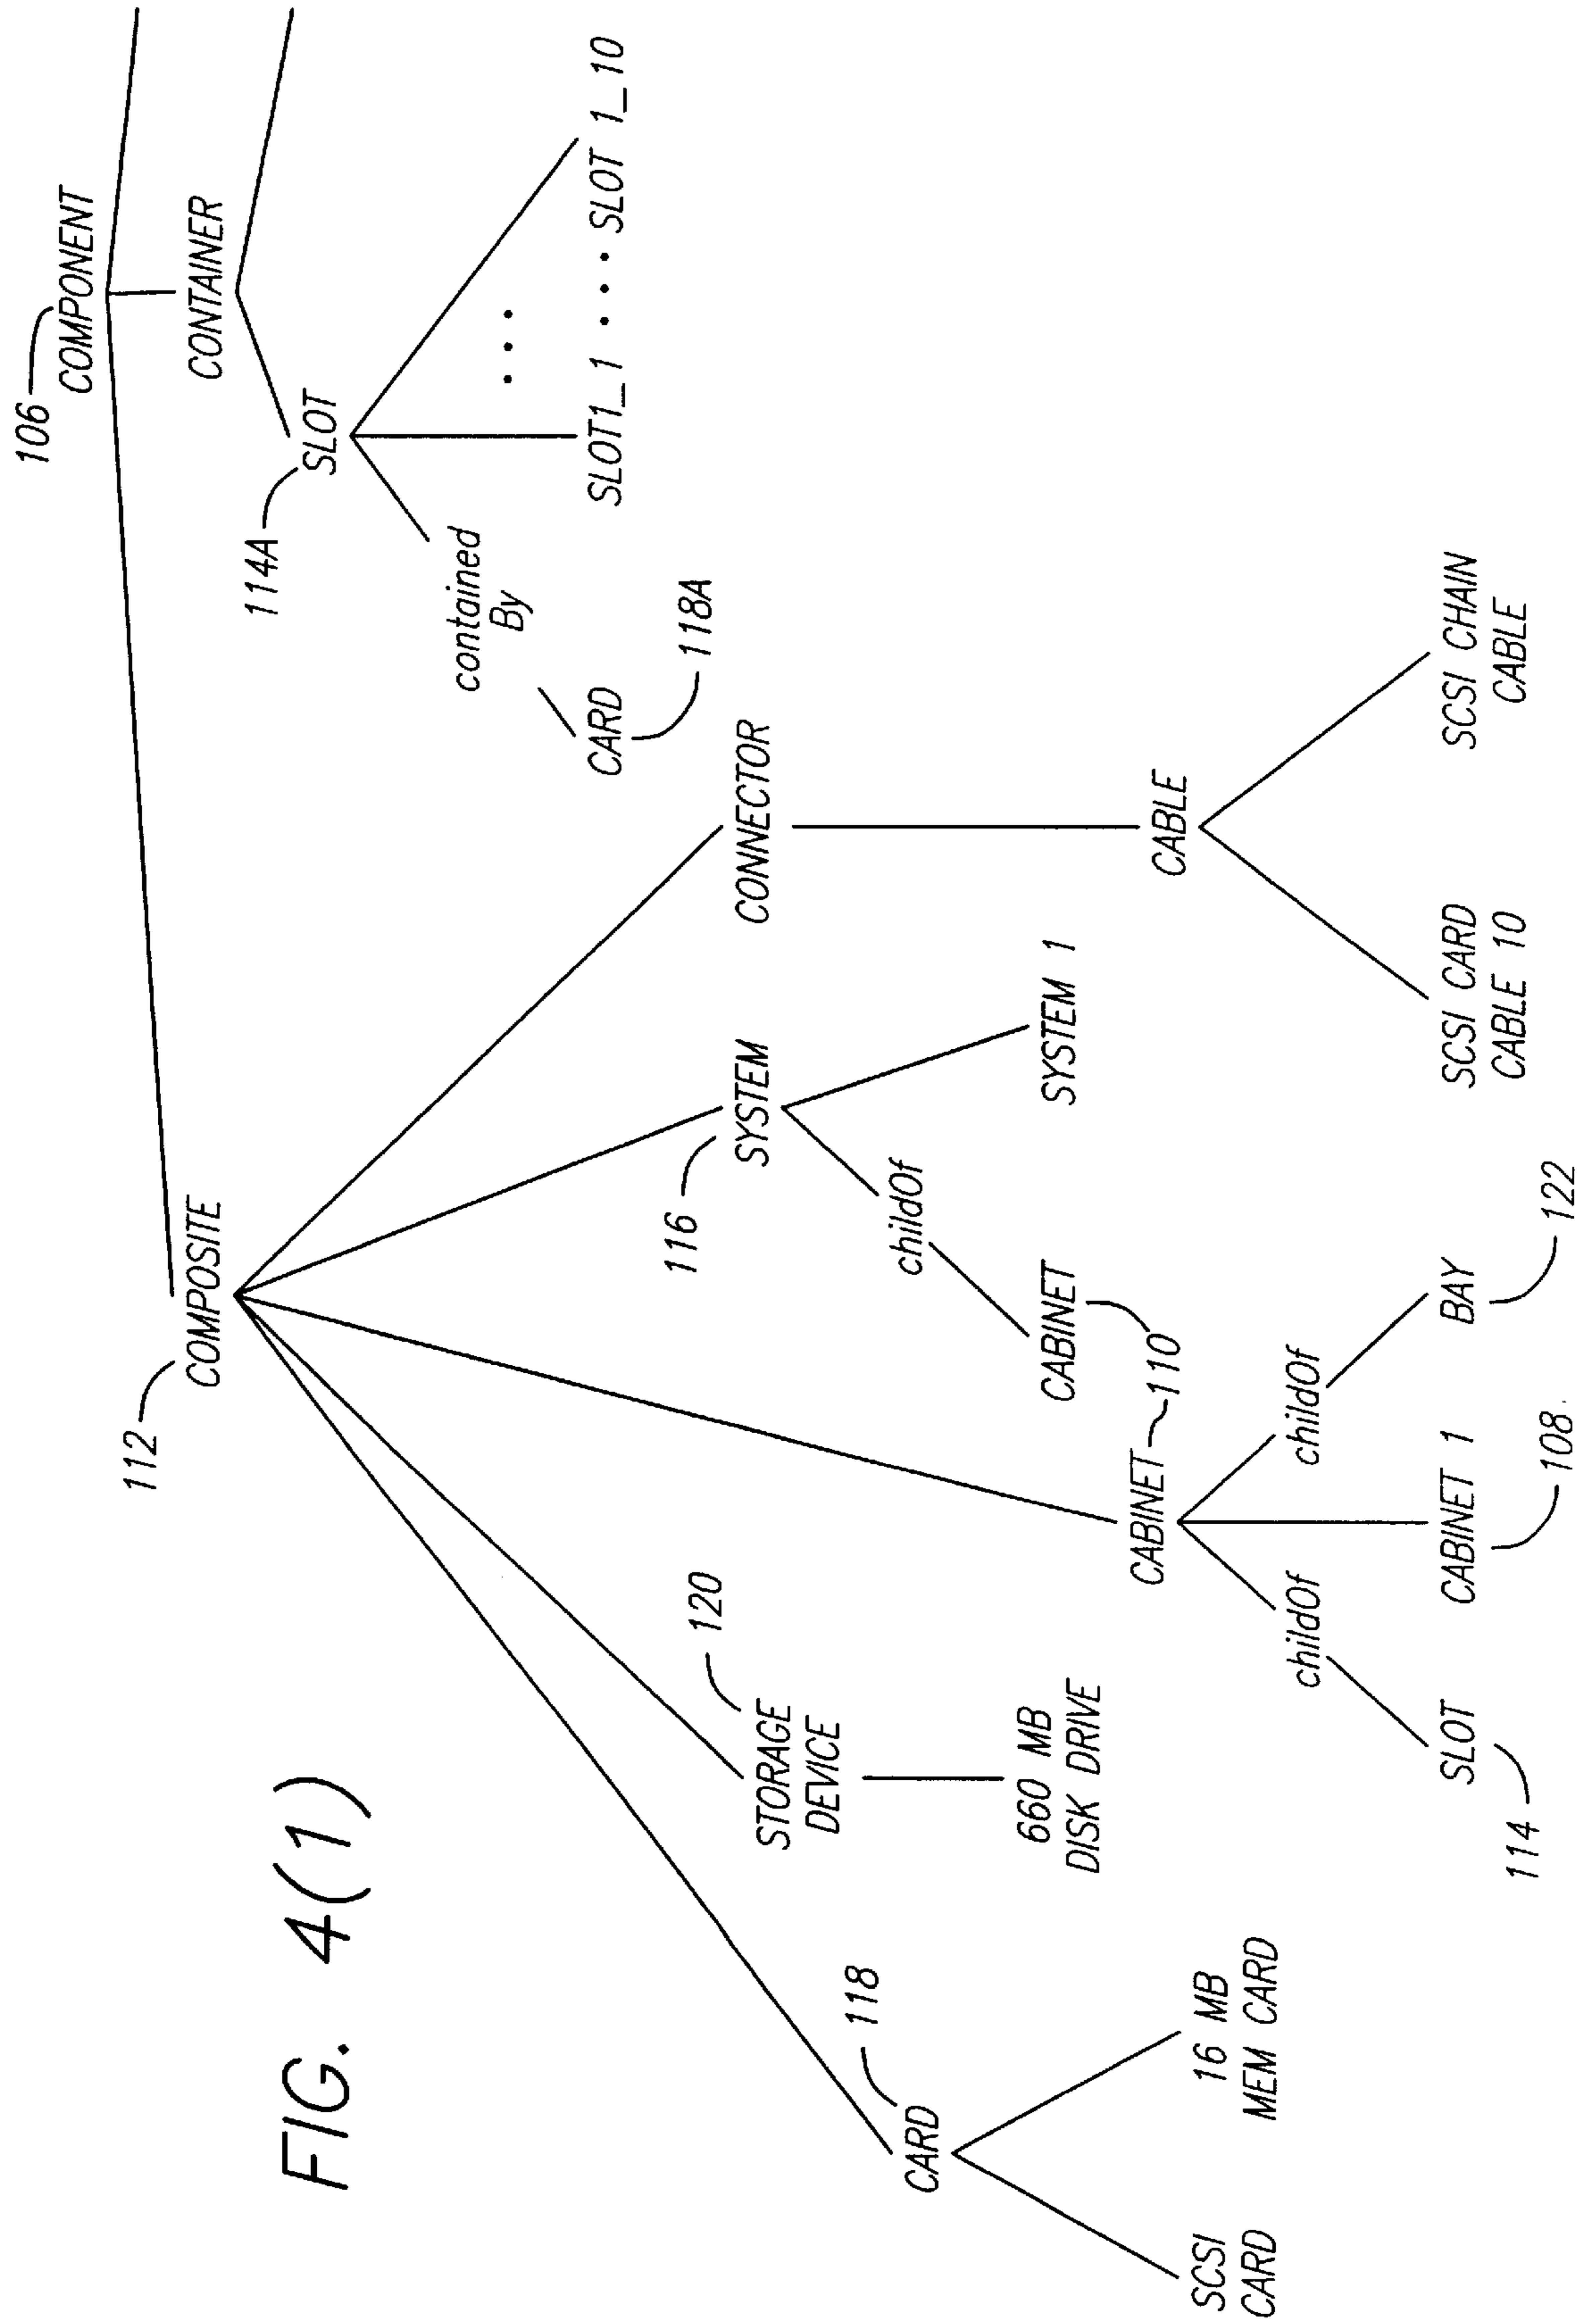 FIG. 4(1)
106
COMPONENT
112
COMPOSITE
CONTAINER
114A
SLOT
contained
By
CARD
118A
SLOT1_1 .... SLOT 1_10
...
118
CARD
SCSI
CARD
16 MB
MEM CARD
120
STORAGE
DEVICE
660 MB
DISK DRIVE
116
SYSTEM
childOf
CABINET
SYSTEM 1
CONNECTOR
CABLE
SCSI CARD
CABLE 10
SCSI CHAIN
CABLE
CABINET
110
childOf
childOf
SLOT
114
CABINET 1
108
BAY
122